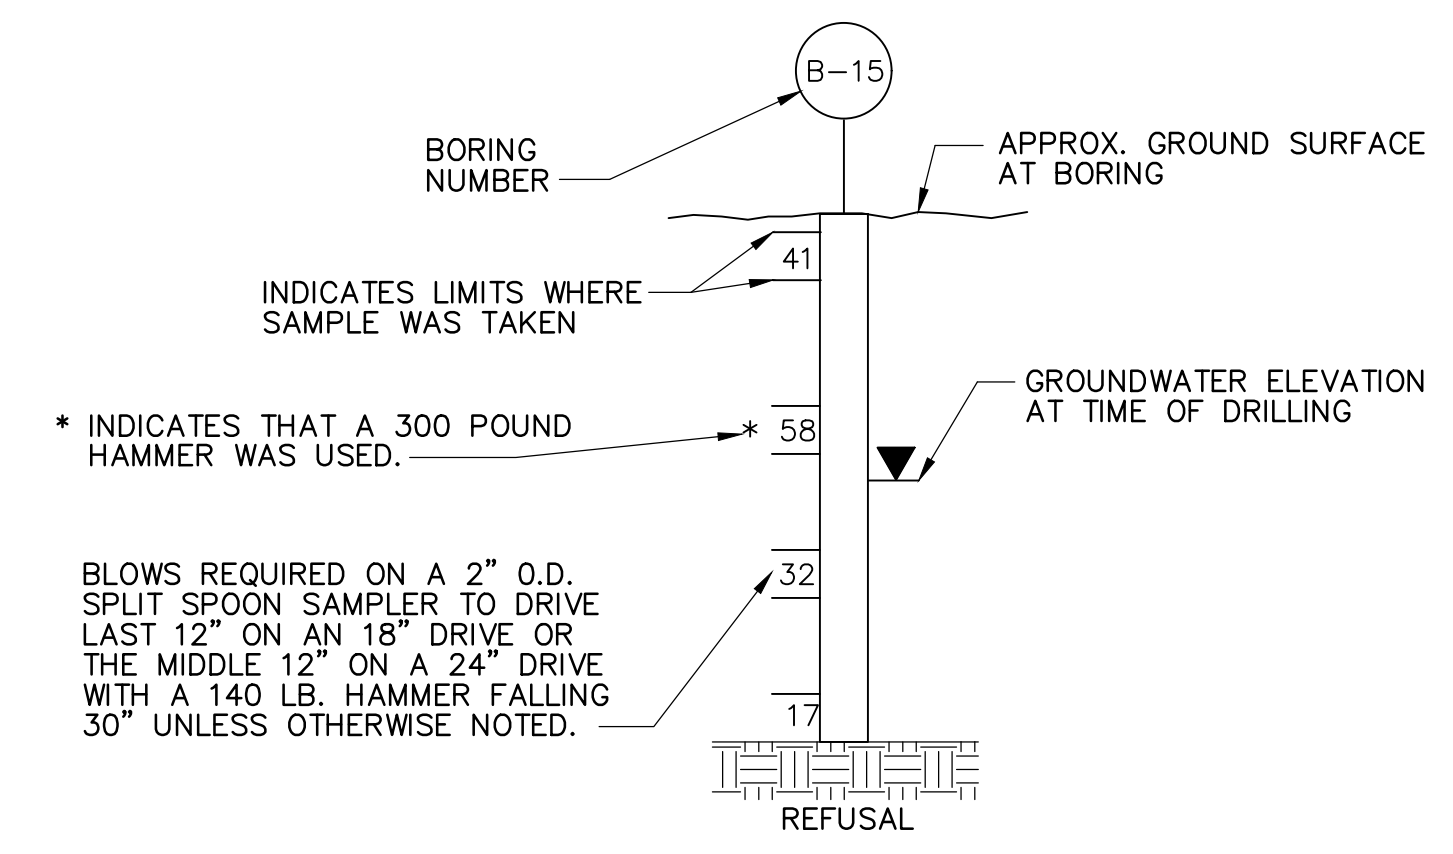 B-15
BORING
NUMBER
APPROX. GROUND SURFACE
AT BORING
41
INDICATES LIMITS WHERE
SAMPLE WAS TAKEN
GROUNDWATER ELEVATION
AT TIME OF DRILLING
* INDICATES THAT A 300 POUND
HAMMER WAS USED.
* 58
BLOWS REQUIRED ON A 2" O.D.
SPLIT SPOON SAMPLER TO DRIVE
LAST 12" ON AN 18" DRIVE OR
THE MIDDLE 12" ON A 24" DRIVE
WITH A 140 LB. HAMMER FALLING
30" UNLESS OTHERWISE NOTED.
32
17
REFUSAL